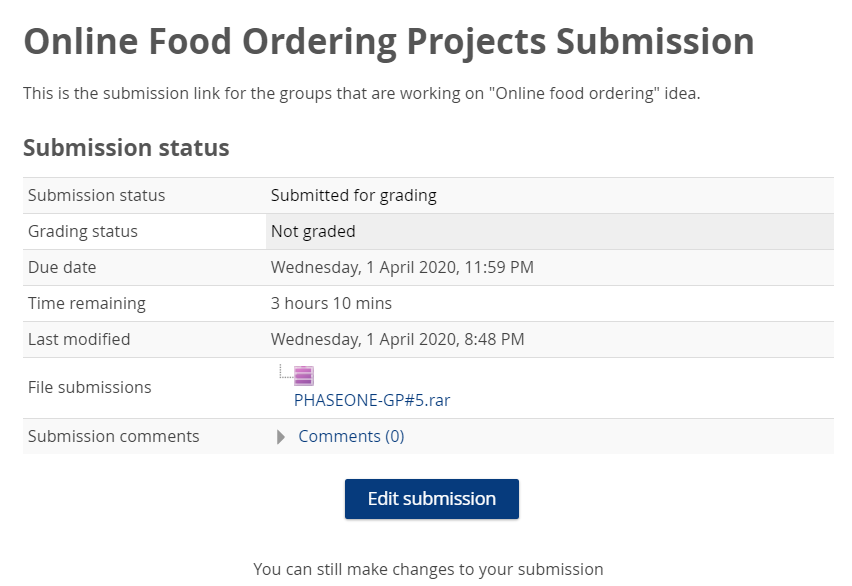 Online Food Ordering Projects Submission
This is the submission link for the groups that are working on "Online food ordering" idea.
Submission status
Submission status Submitted for grading
Grading status Not graded
Due date Wednesday, 1 April 2020, 11:59 PM
Time remaining 3 hours 10 mins
Last modified Wednesday, 1 April 2020, 8:48 PM
File submissions
PHASEONE-GP#5.rar
Submission comments Comments (0)
Edit submission
You can still make changes to your submission